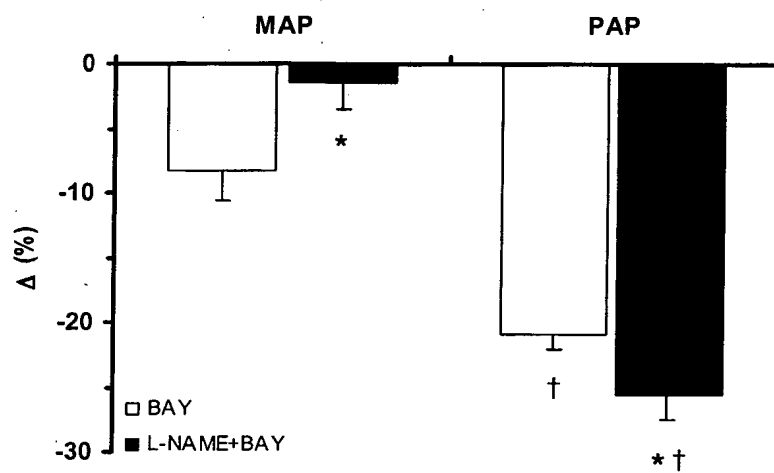 MAP PAP
0
-10
-20
-30
Δ (%)
*
†
* †
BAY
L-NAME+BAY